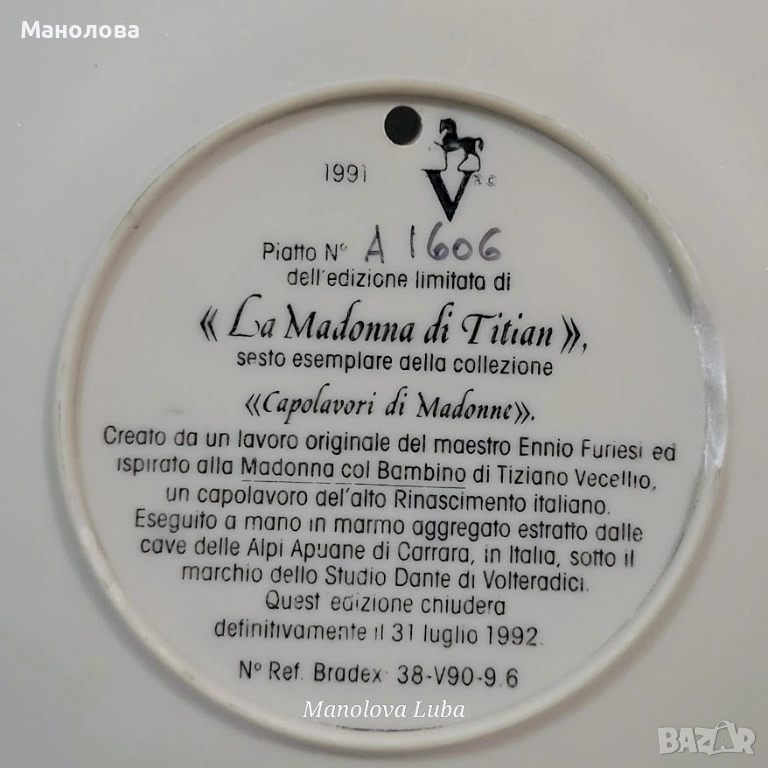 Манолова
1991
V R ©
Piatto N° A 1606
dell'edizione limitata di
«La Madonna di Titian»,
sesto esemplare della collezione
«Capolavori di Madonne».
Creato da un lavoro originale del maestro Ennio Furiesi ed
ispirato alla Madonna col Bambino di Tiziano Vecellio,
un capolavoro del'alto Rinascimento italiano.
Eseguito a mano in marmo aggregato estratto dalle
cave delle Alpi Apuane di Carrara, in Italia, sotto il
marchio dello Studio Dante di Volteradici.
Quest'edizione chiudera
definitivamente il 31 luglio 1992.
N° Ref. Bradex: 38-V90-9.6
Manolova Luba
BAZAR